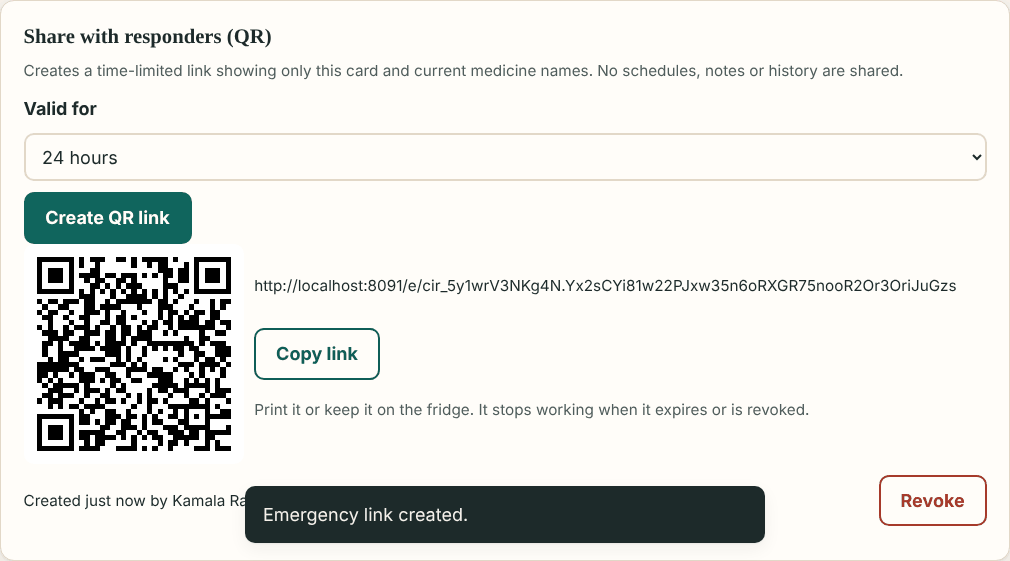 Share with responders (QR)
Creates a time-limited link showing only this card and current medicine names. No schedules, notes or history are shared.
Valid for
24 hours
Create QR link
http://localhost:8091/e/cir_5y1wrV3NKg4N.Yx2sCYi81w22PJxw35n6oRXGR75nooR2Or3OriJuGzs
Copy link
Print it or keep it on the fridge. It stops working when it expires or is revoked.
Created just now by Kamala
Emergency link created.
Revoke